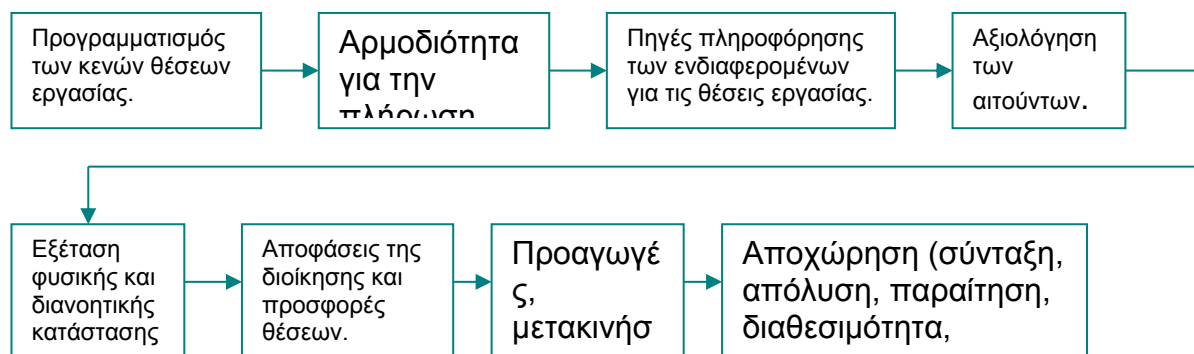 Προγραμματισμός
των κενών θέσεων
εργασίας.
Αρμοδιότητα
για την
πλήρωση
Πηγές πληροφόρησης
των ενδιαφερομένων
για τις θέσεις εργασίας.
Αξιολόγηση
των
αιτούντων.
Εξέταση
φυσικής και
διανοητικής
κατάστασης
Αποφάσεις της
διοίκησης και
προσφορές
θέσεων.
Προαγωγέ
ς,
μετακινήσ
Αποχώρηση (σύνταξη,
απόλυση, παραίτηση,
διαθεσιμότητα,